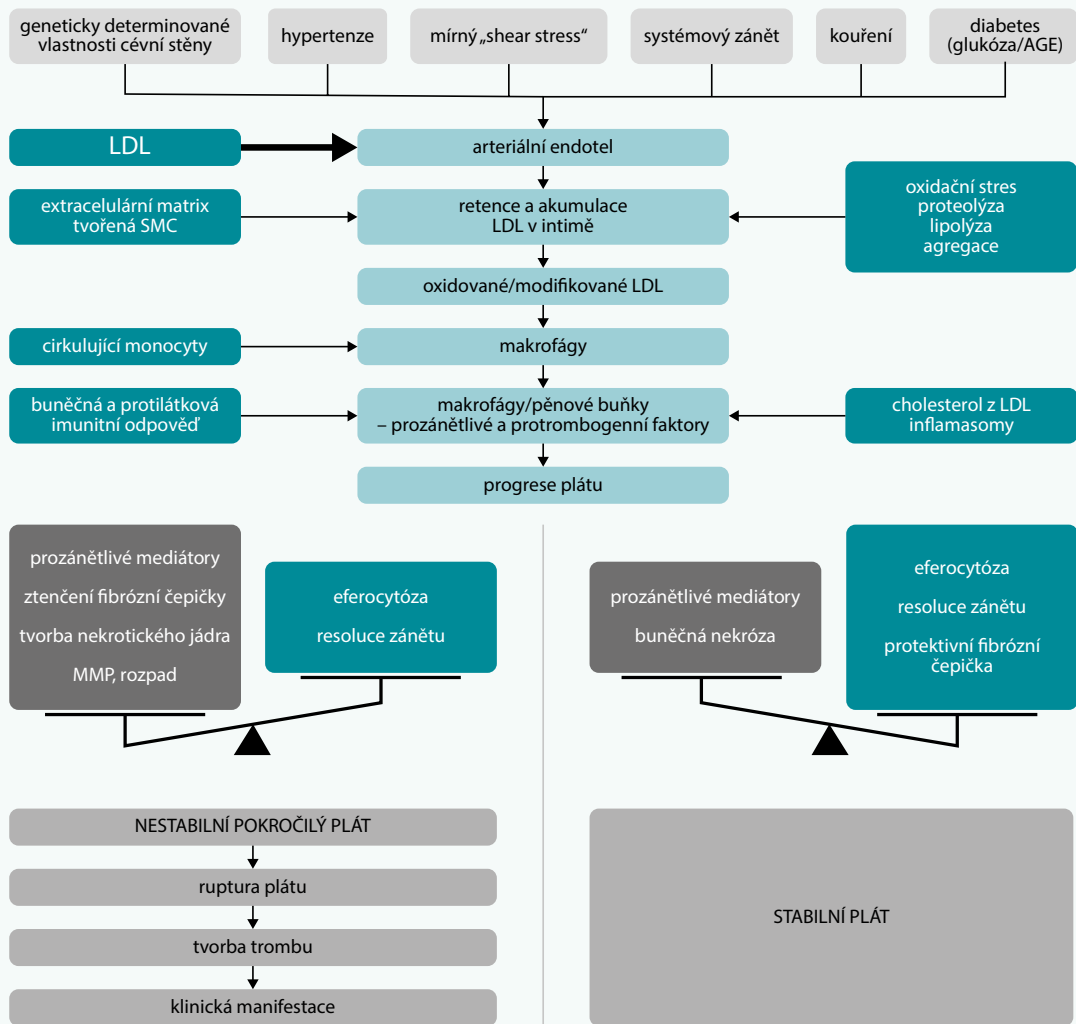 geneticky determinované
vlastnosti cévní stěny
hypertenze
mírný „shear stress“
systémový zánět
kouření
diabetes
(glukóza/AGE)
LDL
arteriální endotel
extracelulární matrix
tvořená SMC
retence a akumulace
LDL v intimě
oxidační stres
proteolýza
lipolýza
agregace
oxidované/modifikované LDL
cirkulující monocyty
makrofágy
buněčná a protilátková
imunitní odpověď
makrofágy/pěnové buňky
– prozánětlivé a protrombogenní faktory
cholesterol z LDL
inflamasomy
progrese plátu
prozánětlivé mediátory
ztenčení fibrózní čepičky
tvorba nekrotického jádra
MMP, rozpad
eferocytóza
resoluce zánětu
prozánětlivé mediátory
buněčná nekróza
eferocytóza
resoluce zánětu
protektivní fibrózní
čepička
NESTABILNÍ POKROČILÝ PLÁT
ruptura plátu
tvorba trombu
klinická manifestace
STABILNÍ PLÁT